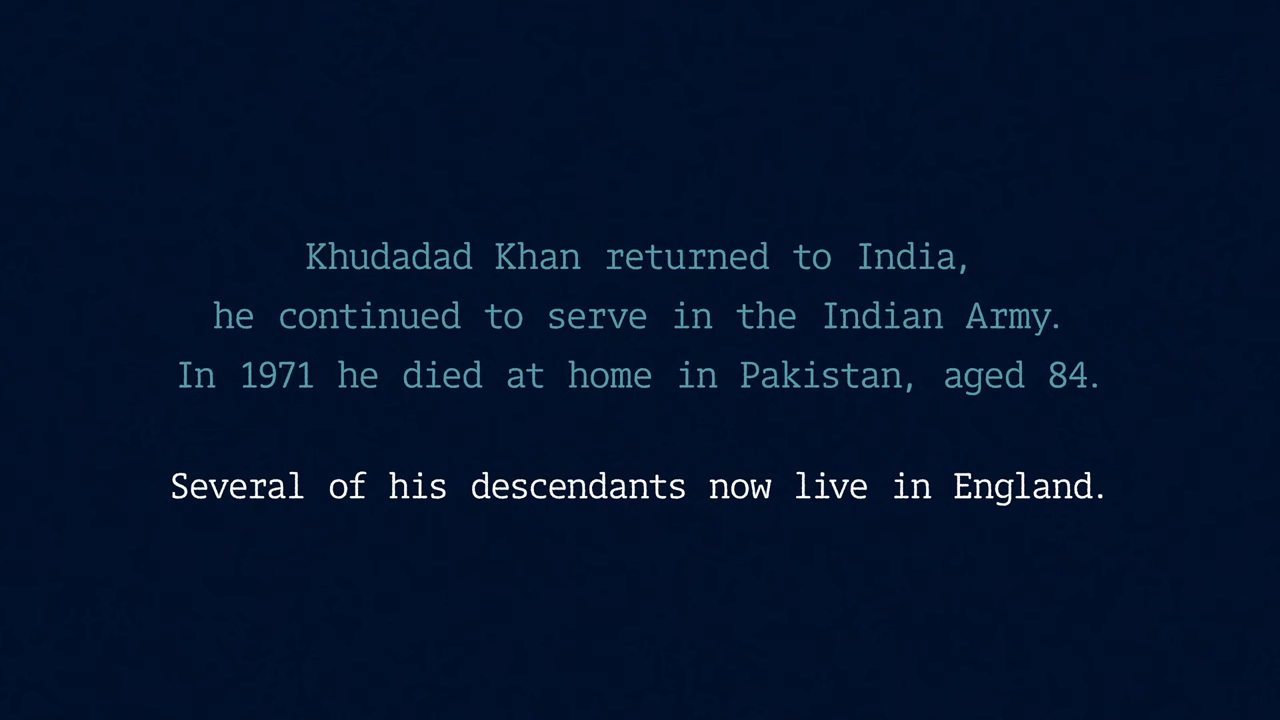 Khudadad Khan returned to India,
he continued to serve in the Indian Army.
In 1971 he died at home in Pakistan, aged 84.
Several of his descendants now live in England.